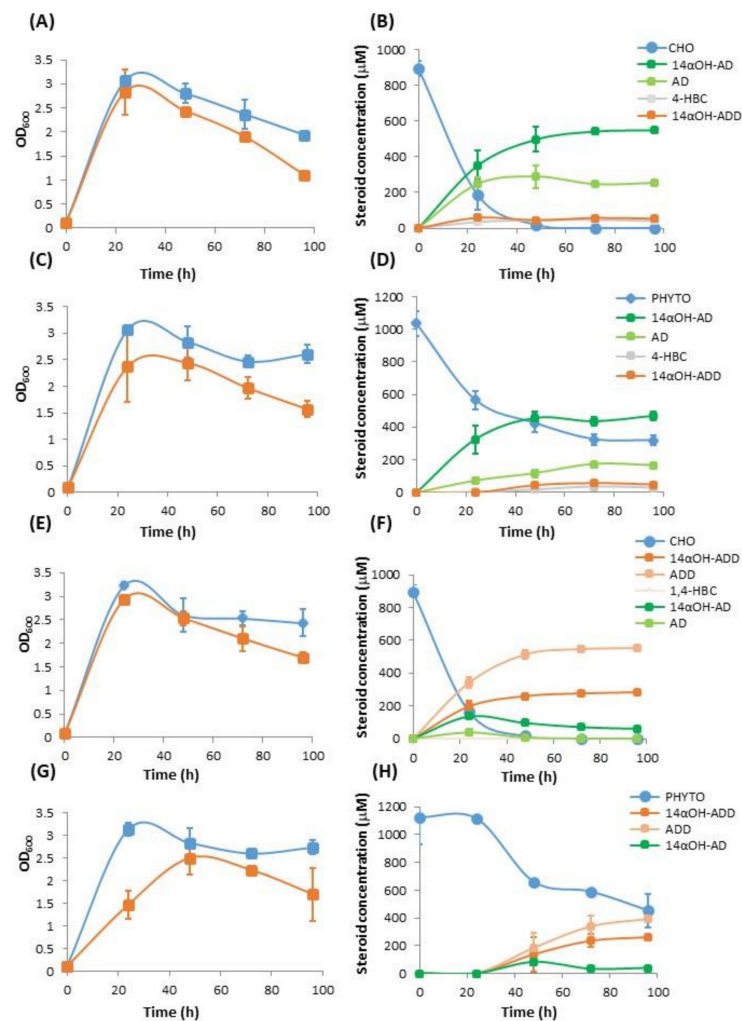 (A)
3.5
3
2.5
2
1.5
1
0.5
0
OD600
0 20 40 60 80 100
Time (h)
(B)
1000
800
600
400
200
0
Steroid concentration (µM)
0 20 40 60 80 100
Time (h)
CHO
14αOH-AD
AD
4-HBC
14αOH-ADD
(C)
3.5
3
2.5
2
1.5
1
0.5
0
OD600
0 20 40 60 80 100
Time (h)
(D)
1200
1000
800
600
400
200
0
Steroid concentration (µM)
0 20 40 60 80 100
Time (h)
PHYTO
14αOH-AD
AD
4-HBC
14αOH-ADD
(E)
3.5
3
2.5
2
1.5
1
0.5
0
OD600
0 20 40 60 80 100
Time (h)
(F)
1000
800
600
400
200
0
Steroid concentration (µM)
0 20 40 60 80 100
Time (h)
CHO
14αOH-ADD
ADD
1,4-HBC
14αOH-AD
AD
(G)
3.5
3
2.5
2
1.5
1
0.5
0
OD600
0 20 40 60 80 100
Time (h)
(H)
1200
1000
800
600
400
200
0
Steroid concentration (µM)
0 20 40 60 80 100
Time (h)
PHYTO
14αOH-ADD
ADD
14αOH-AD